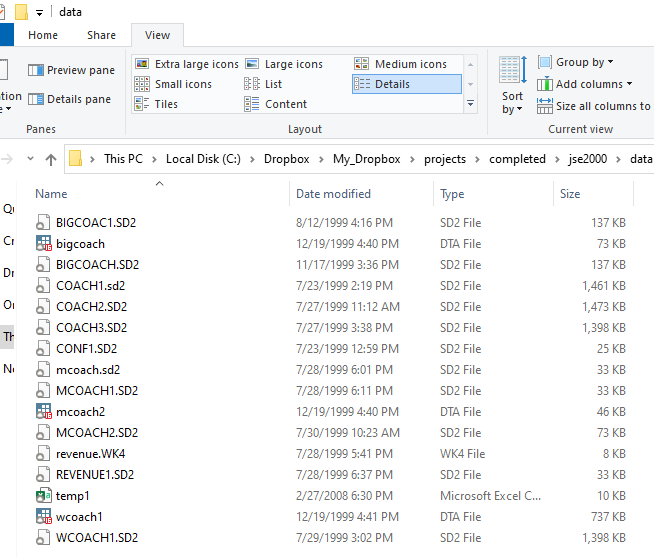 data
Home Share View
Preview pane
Details pane
Panes
Extra large icons Large icons Medium icons
Small icons List Details
Tiles Content
Layout
Sort by
Group by
Add columns
Size all columns to
Current view
This PC > Local Disk (C:) > Dropbox > My_Dropbox > projects > completed > jse2000 > data
Name Date modified Type Size
BIGCOAC1.SD2 8/12/1999 4:16 PM SD2 File 137 KB
bigcoach 12/19/1999 4:40 PM DTA File 73 KB
BIGCOACH.SD2 11/17/1999 3:36 PM SD2 File 137 KB
COACH1.sd2 7/23/1999 2:19 PM SD2 File 1,461 KB
COACH2.SD2 7/27/1999 11:12 AM SD2 File 1,473 KB
COACH3.SD2 7/27/1999 3:38 PM SD2 File 1,398 KB
CONF1.SD2 7/23/1999 12:59 PM SD2 File 25 KB
mcoach.sd2 7/28/1999 6:01 PM SD2 File 33 KB
MCOACH1.SD2 7/28/1999 6:11 PM SD2 File 33 KB
mcoach2 12/19/1999 4:40 PM DTA File 46 KB
MCOACH2.SD2 7/30/1999 10:23 AM SD2 File 73 KB
revenue.WK4 7/28/1999 5:41 PM WK4 File 8 KB
REVENUE1.SD2 7/28/1999 6:37 PM SD2 File 33 KB
temp1 2/27/2008 6:30 PM Microsoft Excel C... 10 KB
wcoach1 12/19/1999 4:41 PM DTA File 737 KB
WCOACH1.SD2 7/29/1999 3:02 PM SD2 File 1,398 KB